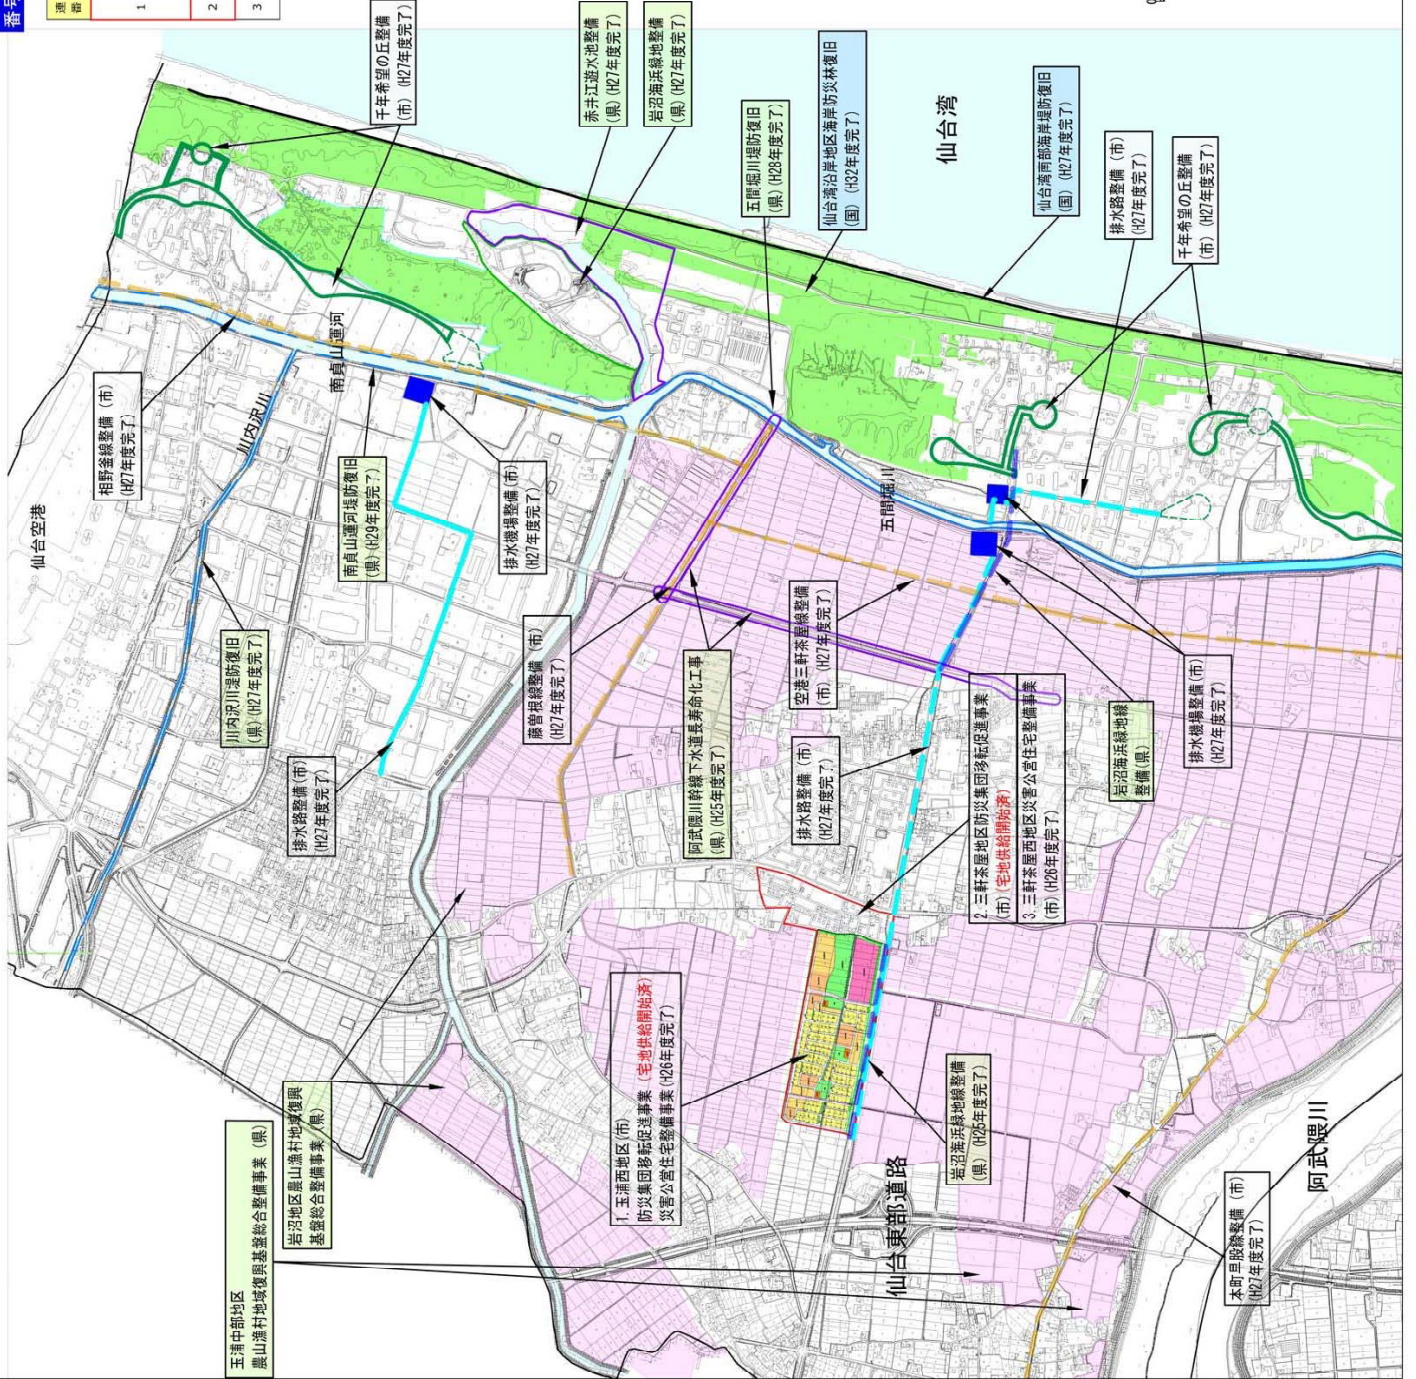 番号
連番
1
2
3
千年希望の丘整備
(市) (H27年度完了)
赤井江遊水池整備
(県) (H27年度完了)
岩沼海浜緑地整備
(県) (H27年度完了)
五間堀川堤防復旧
(県) (H28年度完了)
仙台湾沿岸地区海岸防災林復旧
(国) (H32年度完了)
仙台湾
仙台湾南部海岸堤防復旧
(国) (H27年度完了)
排水路整備 (市)
(H27年度完了)
千年希望の丘整備
(市) (H27年度完了)
仙台空港
相野釜線整備 (市)
(H27年度完了)
川内沢川
南貞山運河
南貞山運河堤防復旧
(県) (H29年度完了)
排水機場整備 (市)
(H27年度完了)
五間堀川
川内沢川堤防復旧
(県) (H27年度完了)
排水路整備 (市)
(H27年度完了)
藤曽根線整備 (市)
(H27年度完了)
阿武隈川幹線下水道長寿命化工事
(県) (H25年度完了)
空港三軒茶屋線整備
(市) (H27年度完了)
排水路整備 (市)
(H27年度完了)
2. 三軒茶屋地区防災集団移転促進事業
(市) (宅地供給開始済)
3. 三軒茶屋西地区災害公営住宅整備事業
(市) (H26年度完了)
岩沼海浜緑地線
整備 (県)
排水機場整備 (市)
(H27年度完了)
玉浦中部地区
農山漁村地域復興基盤総合整備事業 (県)
岩沼地区農山漁村地域復興
基盤総合整備事業 (県)
1. 玉浦西地区 (市)
防災集団移転促進事業 (宅地供給開始済)
災害公営住宅整備事業 (H26年度完了)
仙台東部道路
岩沼海浜緑地線整備
(県) (H25年度完了)
本町早股線整備 (市)
(H27年度完了)
阿武隈川